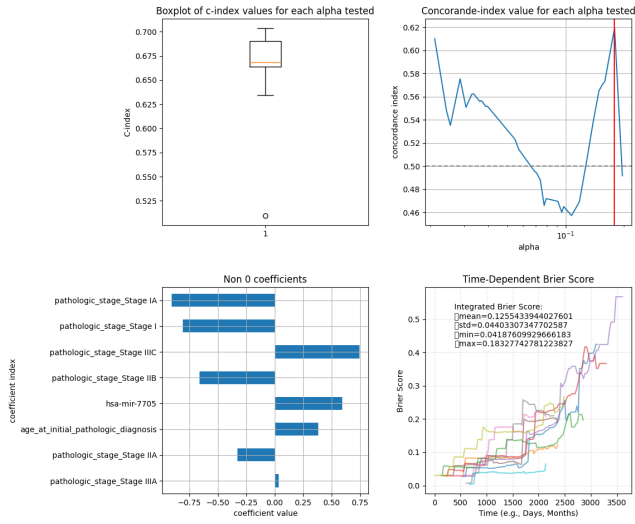 Boxplot of c-index values for each alpha tested
C-index
0.700
0.675
0.650
0.625
0.600
0.575
0.550
0.525
1
Concorande-index value for each alpha tested
concordance index
0.62
0.60
0.58
0.56
0.54
0.52
0.50
0.48
0.46
10⁻¹
alpha
Non 0 coefficients
coefficient index
pathologic_stage_Stage IA
pathologic_stage_Stage I
pathologic_stage_Stage IIIC
pathologic_stage_Stage IIB
hsa-mir-7705
age_at_initial_pathologic_diagnosis
pathologic_stage_Stage IIA
pathologic_stage_Stage IIIA
−0.75 −0.50 −0.25 0.00 0.25 0.50 0.75
coefficient value
Time-Dependent Brier Score
Integrated Brier Score:
mean=0.1255433944027601
std=0.04403307347702587
min=0.04187609929666183
max=0.18327742781223827
Brier Score
0.5
0.4
0.3
0.2
0.1
0.0
0 500 1000 1500 2000 2500 3000 3500
Time (e.g., Days, Months)